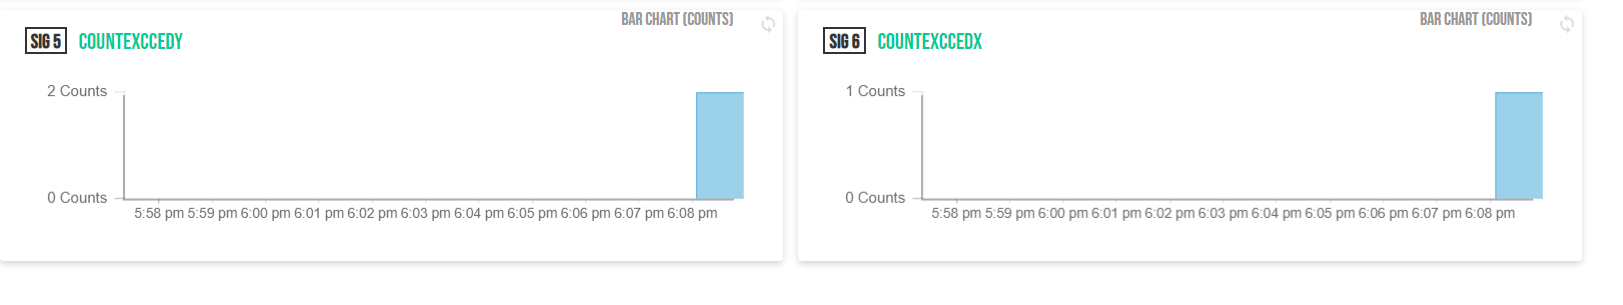 BAR CHART (COUNTS)
SIG 5 COUNTEXCCEDY
2 Counts
0 Counts
5:58 pm 5:59 pm 6:00 pm 6:01 pm 6:02 pm 6:03 pm 6:04 pm 6:05 pm 6:06 pm 6:07 pm 6:08 pm
BAR CHART (COUNTS)
SIG 6 COUNTEXCCEDX
1 Counts
0 Counts
5:58 pm 5:59 pm 6:00 pm 6:01 pm 6:02 pm 6:03 pm 6:04 pm 6:05 pm 6:06 pm 6:07 pm 6:08 pm